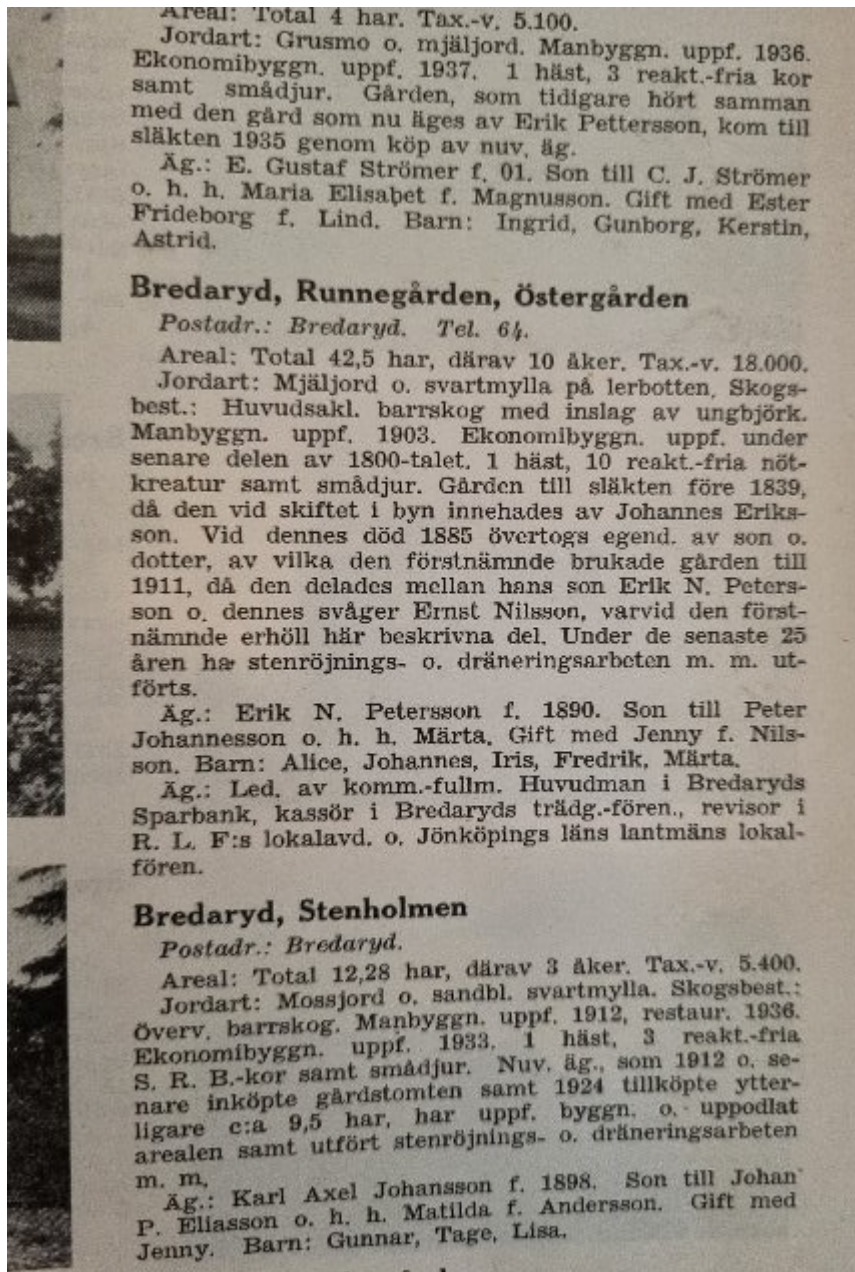 Areal: Total 4 har. Tax.-v. 5.100.
Jordart: Grusmo o. mjäljord. Manbyggn. uppf. 1936.
Ekonomibyggn. uppf. 1937. 1 häst, 3 reakt.-fria kor
samt smådjur. Gården, som tidigare hört samman
med den gård som nu äges av Erik Pettersson, kom till
släkten 1935 genom köp av nuv. äg.
Äg.: E. Gustaf Strömer f. 01. Son till C. J. Strömer
o. h. h. Maria Elisabet f. Magnusson. Gift med Ester
Frideborg f. Lind. Barn: Ingrid, Gunborg, Kerstin,
Astrid.
Bredaryd, Runnegården, Östergården
Postadr.: Bredaryd. Tel. 64.
Areal: Total 42,5 har, därav 10 åker. Tax.-v. 18.000.
Jordart: Mjäljord o. svartmylla på lerbotten. Skogs-
best.: Huvudsakl. barrskog med inslag av ungbjörk.
Manbyggn. uppf. 1903. Ekonomibyggn. uppf. under
senare delen av 1800-talet. 1 häst, 10 reakt.-fria nöt-
kreatur samt smådjur. Gården till släkten före 1839,
då den vid skiftet i byn innehades av Johannes Eriks-
son. Vid dennes död 1885 övertogs egend. av son o.
dotter, av vilka den förstnämnde brukade gården till
1911, då den delades mellan hans son Erik N. Peters-
son o. dennes svåger Ernst Nilsson, varvid den först-
nämnde erhöll här beskrivna del. Under de senaste 25
åren har stenröjnings- o. dräneringsarbeten m. m. ut-
förts.
Äg.: Erik N. Petersson f. 1890. Son till Peter
Johannesson o. h. h. Märta. Gift med Jenny f. Nils-
son. Barn: Alice, Johannes, Iris, Fredrik, Märta.
Äg.: Led. av komm.-fullm. Huvudman i Bredaryds
Sparbank, kassör i Bredaryds trädg.-fören., revisor i
R. L. F:s lokalavd. o. Jönköpings läns lantmäns lokal-
fören.
Bredaryd, Stenholmen
Postadr.: Bredaryd.
Areal: Total 12,28 har, därav 3 åker. Tax.-v. 5.400.
Jordart: Mossjord o. sandbl. svartmylla. Skogsbest.:
Överv. barrskog. Manbyggn. uppf. 1912, restaur. 1936.
Ekonomibyggn. uppf. 1933. 1 häst, 3 reakt.-fria
S. R. B.-kor samt smådjur. Nuv. äg., som 1912 o. se-
nare inköpte gårdstomten samt 1924 tillköpte ytter-
ligare c:a 9,5 har, har uppf. byggn. o. uppodlat
arealen samt utfört stenröjnings- o. dräneringsarbeten
m. m.
Äg.: Karl Axel Johansson f. 1898. Son till Johan
P. Eliasson o. h. h. Matilda f. Andersson. Gift med
Jenny. Barn: Gunnar, Tage, Lisa.